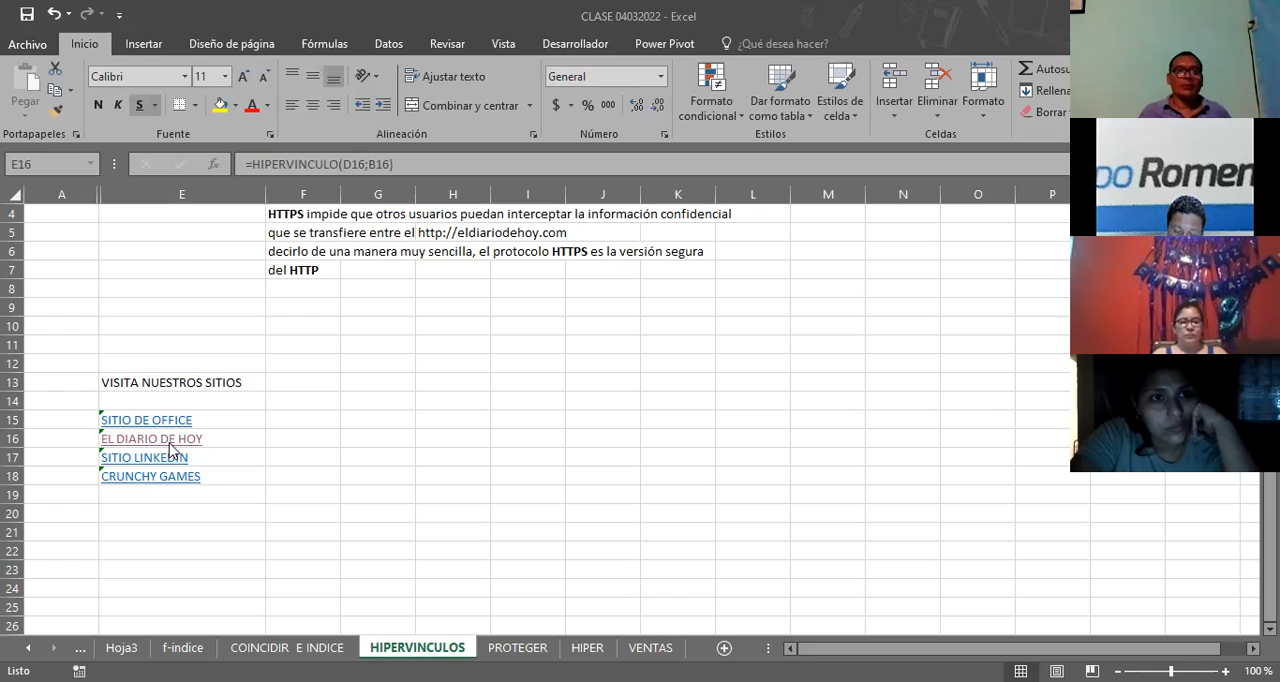 CLASE 04032022 - Excel
Archivo Inicio Insertar Diseño de página Fórmulas Datos Revisar Vista Desarrollador Power Pivot ¿Qué desea hacer?
Pegar
Calibri 11
N K S
Ajustar texto
Combinar y centrar
General
$ % 000
Formato condicional
Dar formato como tabla
Estilos de celda
Insertar
Eliminar
Formato
Autosu
Rellena
Borrar
Portapapeles Fuente Alineación Número Estilos Celdas
E16 fx =HIPERVINCULO(D16;B16)
A E F G H I J K L M N O P
4 HTTPS impide que otros usuarios puedan interceptar la información confidencial
5 que se transfiere entre el http://eldiariodehoy.com
6 decirlo de una manera muy sencilla, el protocolo HTTPS es la versión segura
7 del HTTP
8
9
10
11
12
13 VISITA NUESTROS SITIOS
14
15 SITIO DE OFFICE
16 EL DIARIO DE HOY
17 SITIO LINKEDIN
18 CRUNCHY GAMES
19
20
21
22
23
24
25
26
... Hoja3 f-indice COINCIDIR E INDICE HIPERVINCULOS PROTEGER HIPER VENTAS
Listo 100 %
po Romen